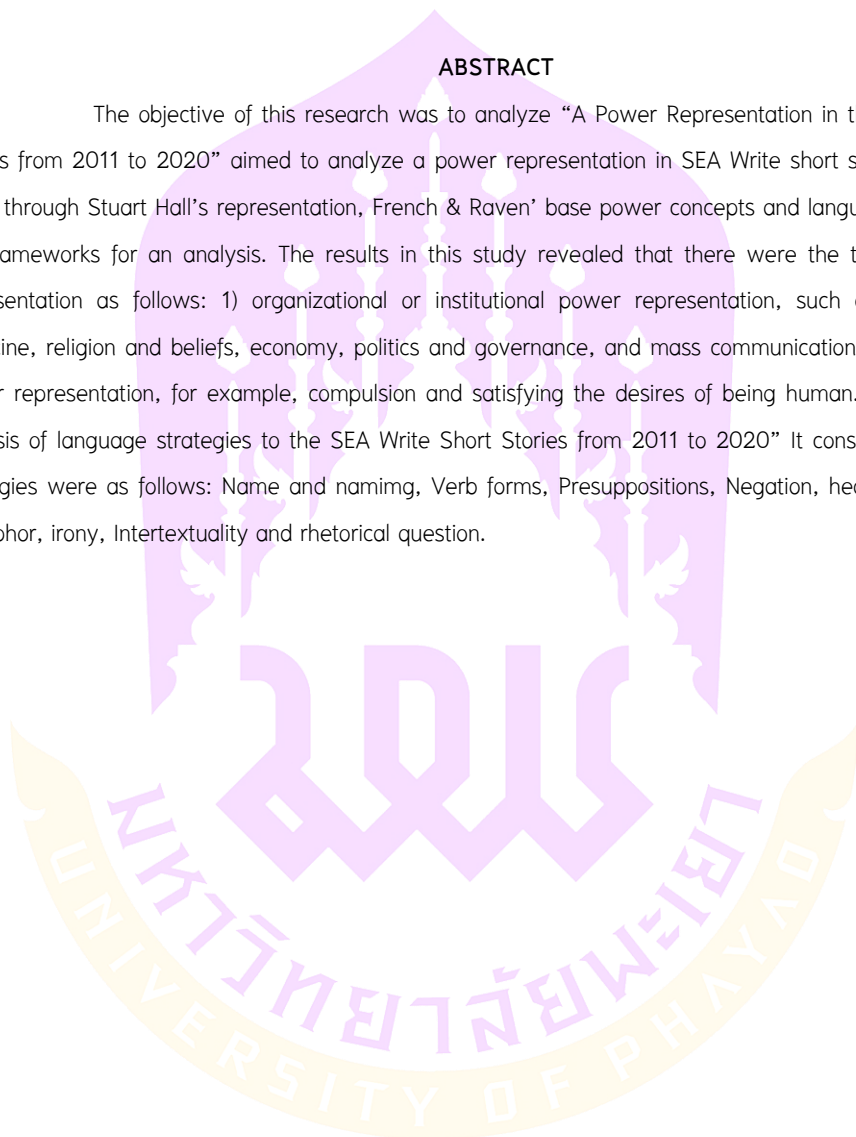 ABSTRACT
The objective of this research was to analyze “A Power Representation in
s from 2011 to 2020” aimed to analyze a power representation in SEA Write short
through Stuart Hall’s representation, French & Raven’ base power concepts and
rameworks for an analysis. The results in this study revealed that there were the
sentation as follows: 1) organizational or institutional power representation, such
ine, religion and beliefs, economy, politics and governance, and mass communication
r representation, for example, compulsion and satisfying the desires of being human.
sis of language strategies to the SEA Write Short Stories from 2011 to 2020” It
gies were as follows: Name and namimg, Verb forms, Presuppositions, Negation,
phor, irony, Intertextuality and rhetorical question.
มหาวิทยาลัยพะเยา
UNIVERSITY OF PHAYAO